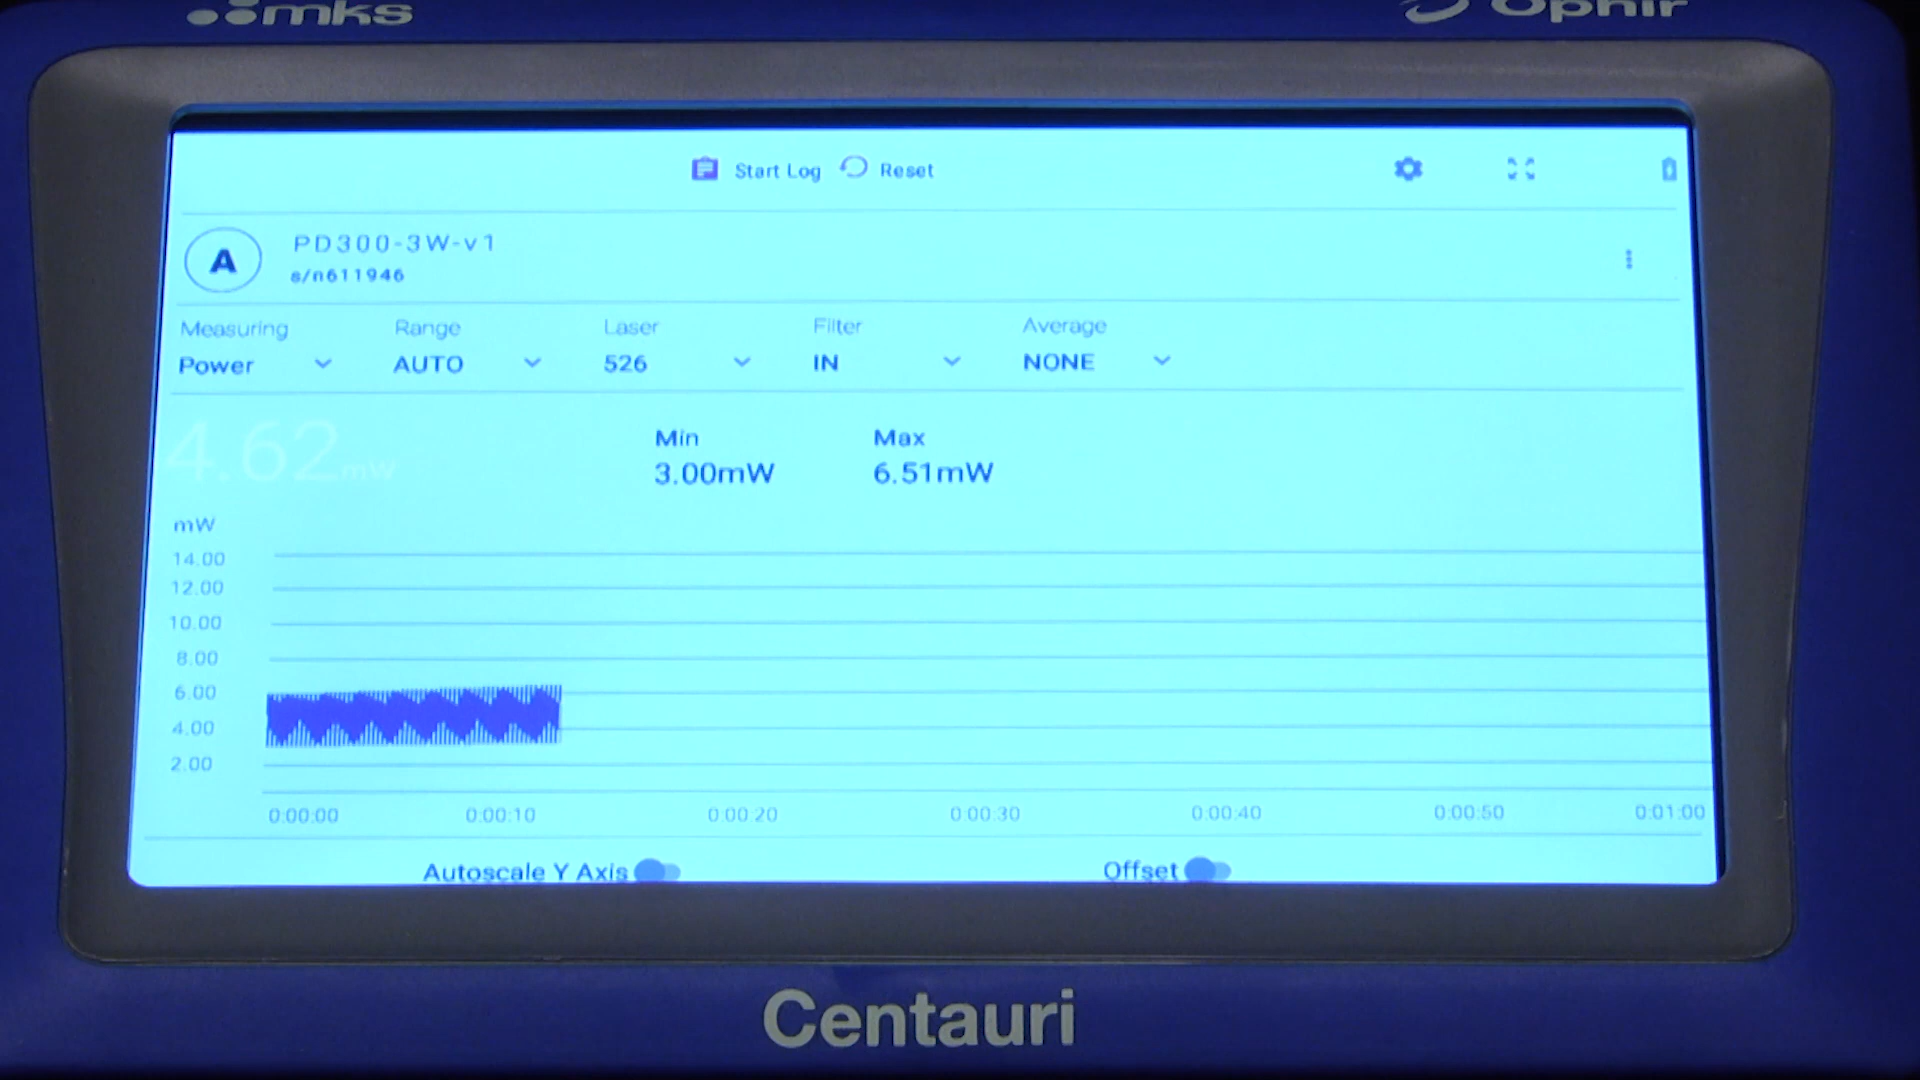 mks
Ophir
Start Log Reset
A
PD300-3W-v1
s/n611946
Measuring Range Laser Filter Average
Power AUTO 526 IN NONE
4.62mW
Min Max
3.00mW 6.51mW
mW
14.00
12.00
10.00
8.00
6.00
4.00
2.00
0:00:00 0:00:10 0:00:20 0:00:30 0:00:40 0:00:50 0:01:00
Autoscale Y Axis Offset
Centauri